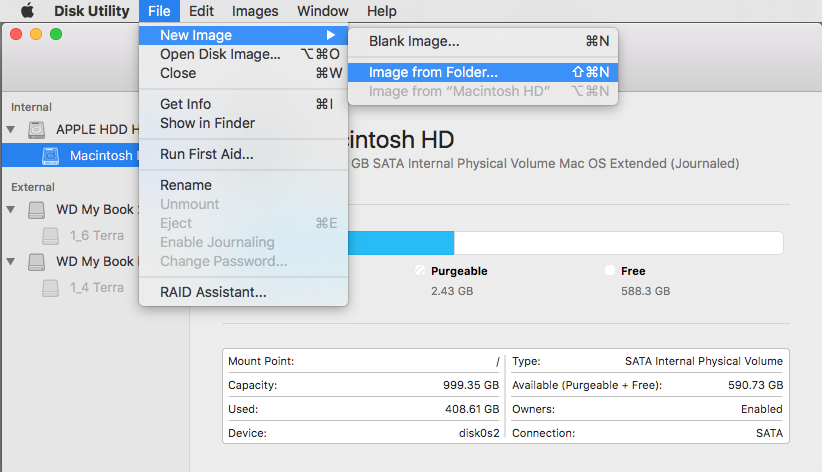 Disk Utility File Edit Images Window Help
New Image ▶
Open Disk Image... ⌥⌘O
Close ⌘W
Get Info ⌘I
Show in Finder
Run First Aid...
Rename
Unmount
Eject ⌘E
Enable Journaling
Change Password...
RAID Assistant...
Blank Image... ⌘N
Image from Folder... ⇧⌘N
Image from “Macintosh HD” ⌥⌘N
Internal
APPLE HDD H
Macintosh
External
WD My Book
1_6 Terra
WD My Book
1_4 Terra
intosh HD
GB SATA Internal Physical Volume Mac OS Extended (Journaled)
Purgeable
2.43 GB
Free
588.3 GB
Mount Point: /
Capacity: 999.35 GB
Used: 408.61 GB
Device: disk0s2
Type: SATA Internal Physical Volume
Available (Purgeable + Free): 590.73 GB
Owners: Enabled
Connection: SATA